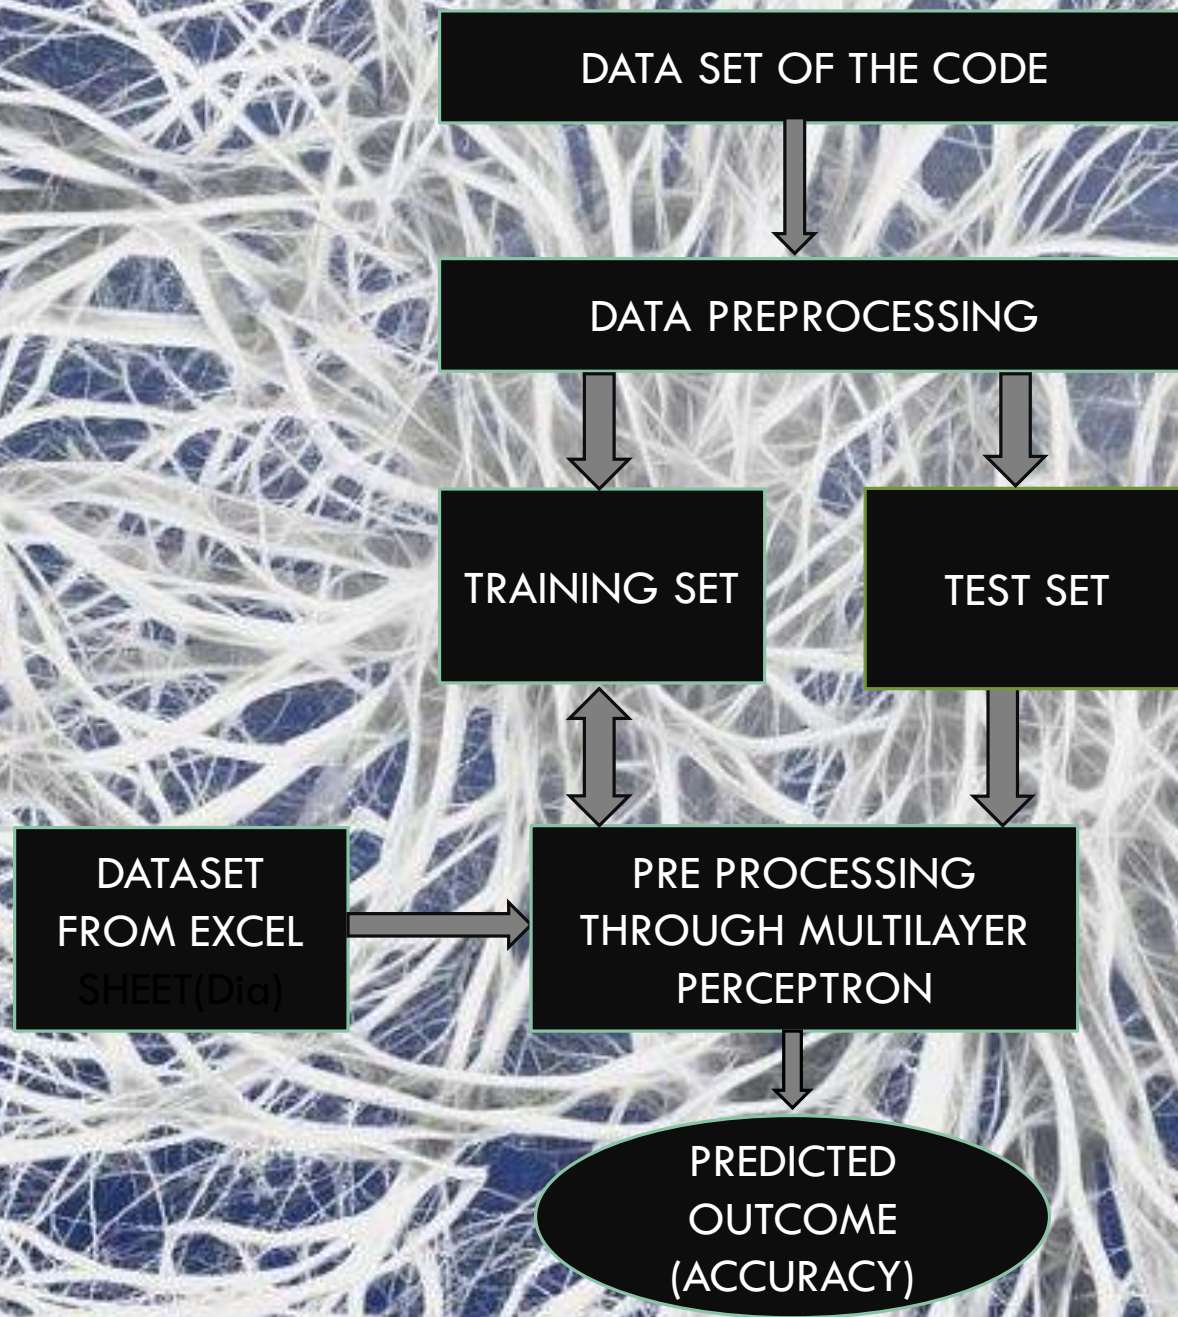 DATA SET OF THE CODE
DATA PREPROCESSING
TRAINING SET
TEST SET
DATASET
FROM EXCEL
SHEET(Dia)
PRE PROCESSING
THROUGH MULTILAYER
PERCEPTRON
PREDICTED
OUTCOME
(ACCURACY)